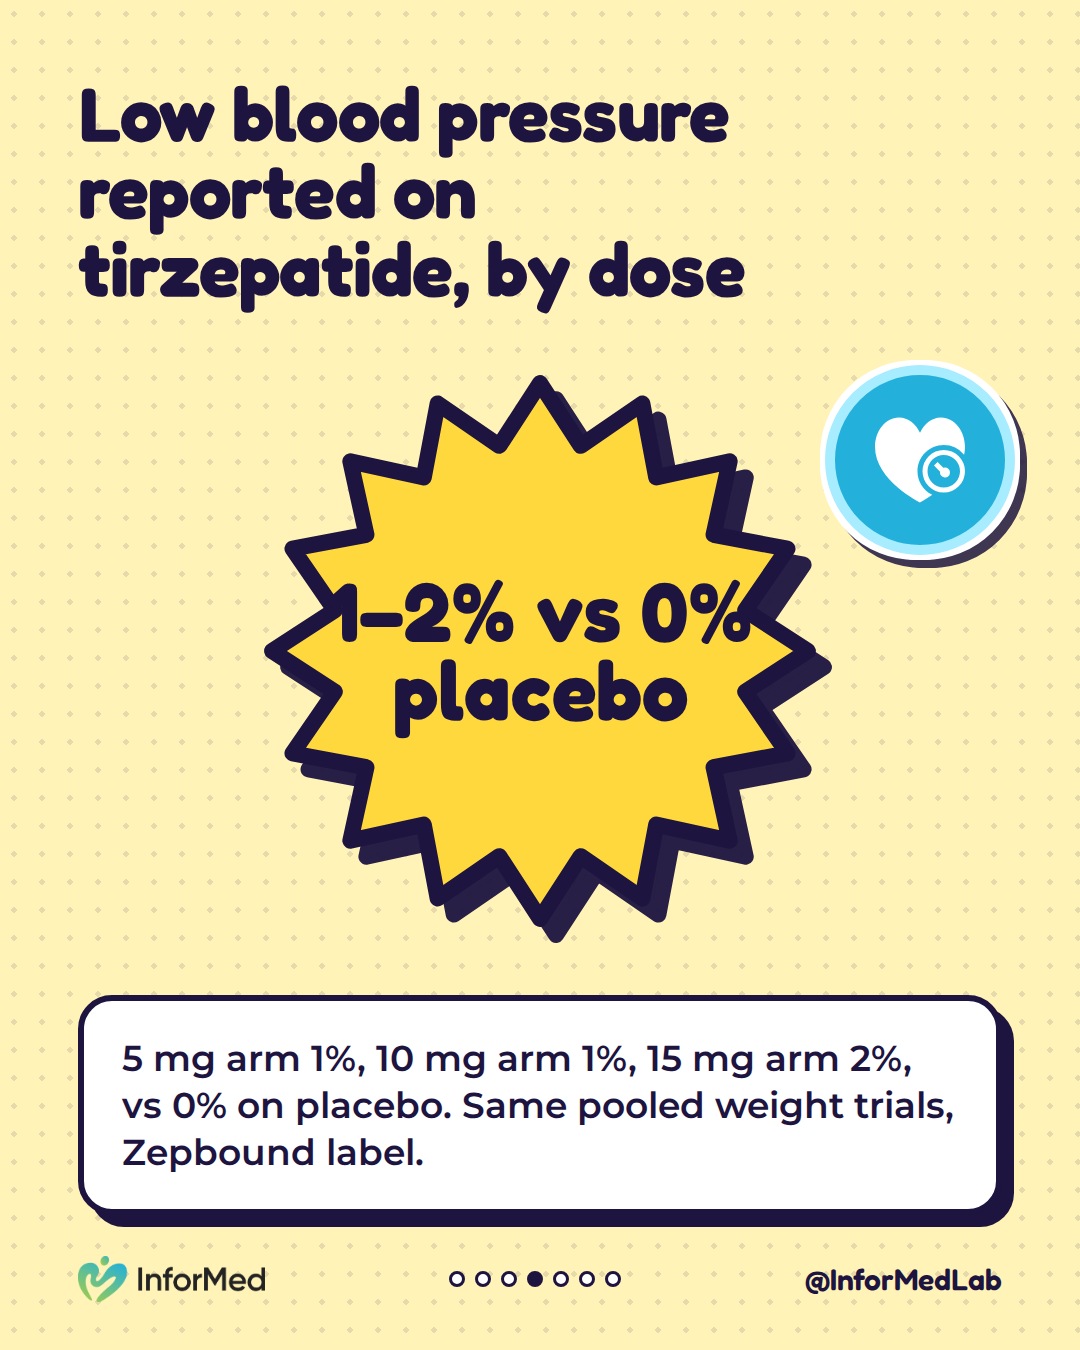 Low blood pressure
reported on
tirzepatide, by dose
1–2% vs 0%
placebo
5 mg arm 1%, 10 mg arm 1%, 15 mg arm 2%,
vs 0% on placebo. Same pooled weight trials,
Zepbound label.
InforMed
@InforMedLab